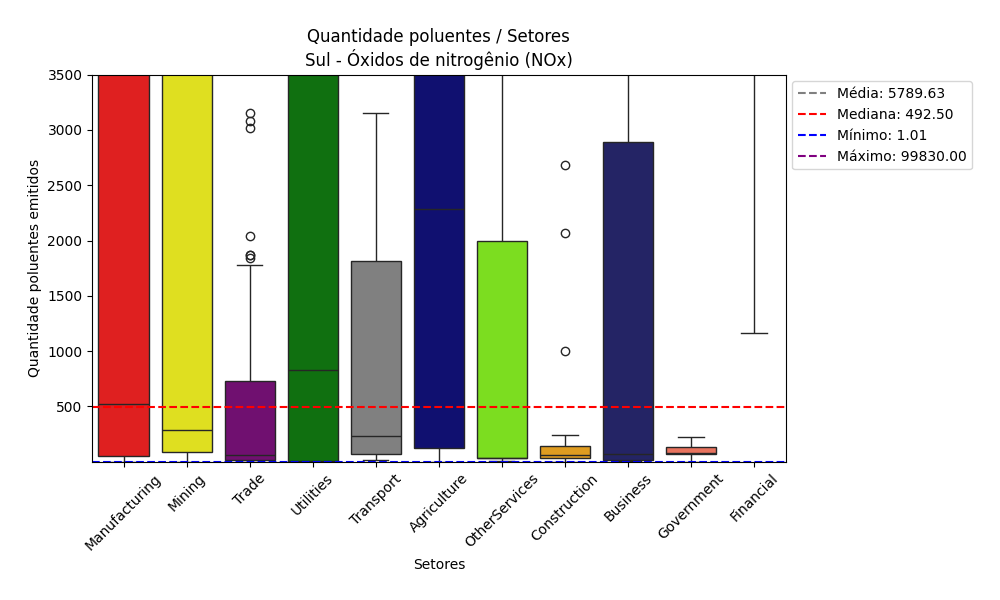 Quantidade poluentes / Setores
Sul - Óxidos de nitrogênio (NOx)
3500
3000
2500
2000
1500
1000
500
Quantidade poluentes emitidos
Média: 5789.63
Mediana: 492.50
Mínimo: 1.01
Máximo: 99830.00
Manufacturing
Mining
Trade
Utilities
Transport
Agriculture
OtherServices
Construction
Business
Government
Financial
Setores